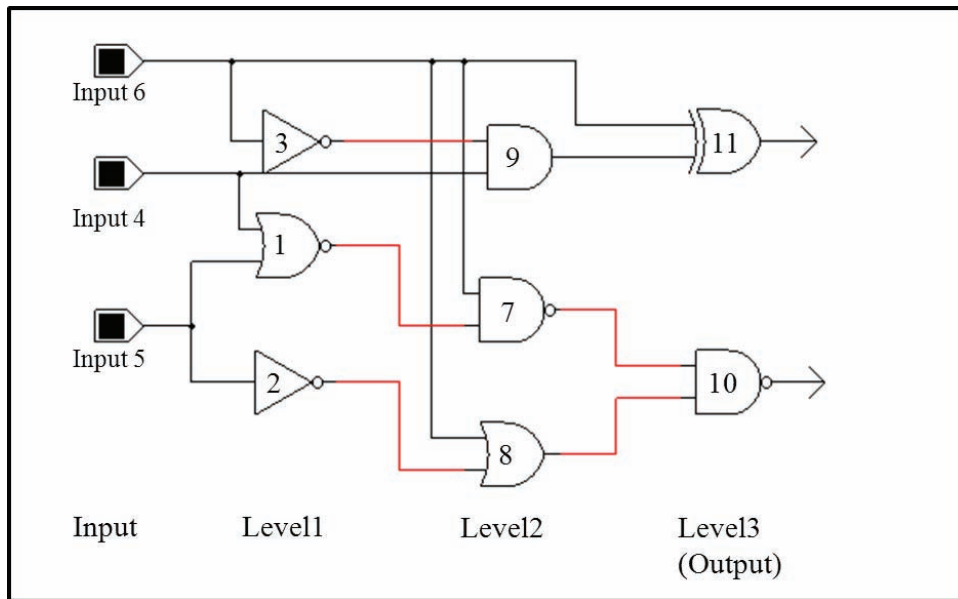 Input 6
3
9
11
Input 4
1
7
Input 5
2
10
8
Input
Level1
Level2
Level3
(Output)